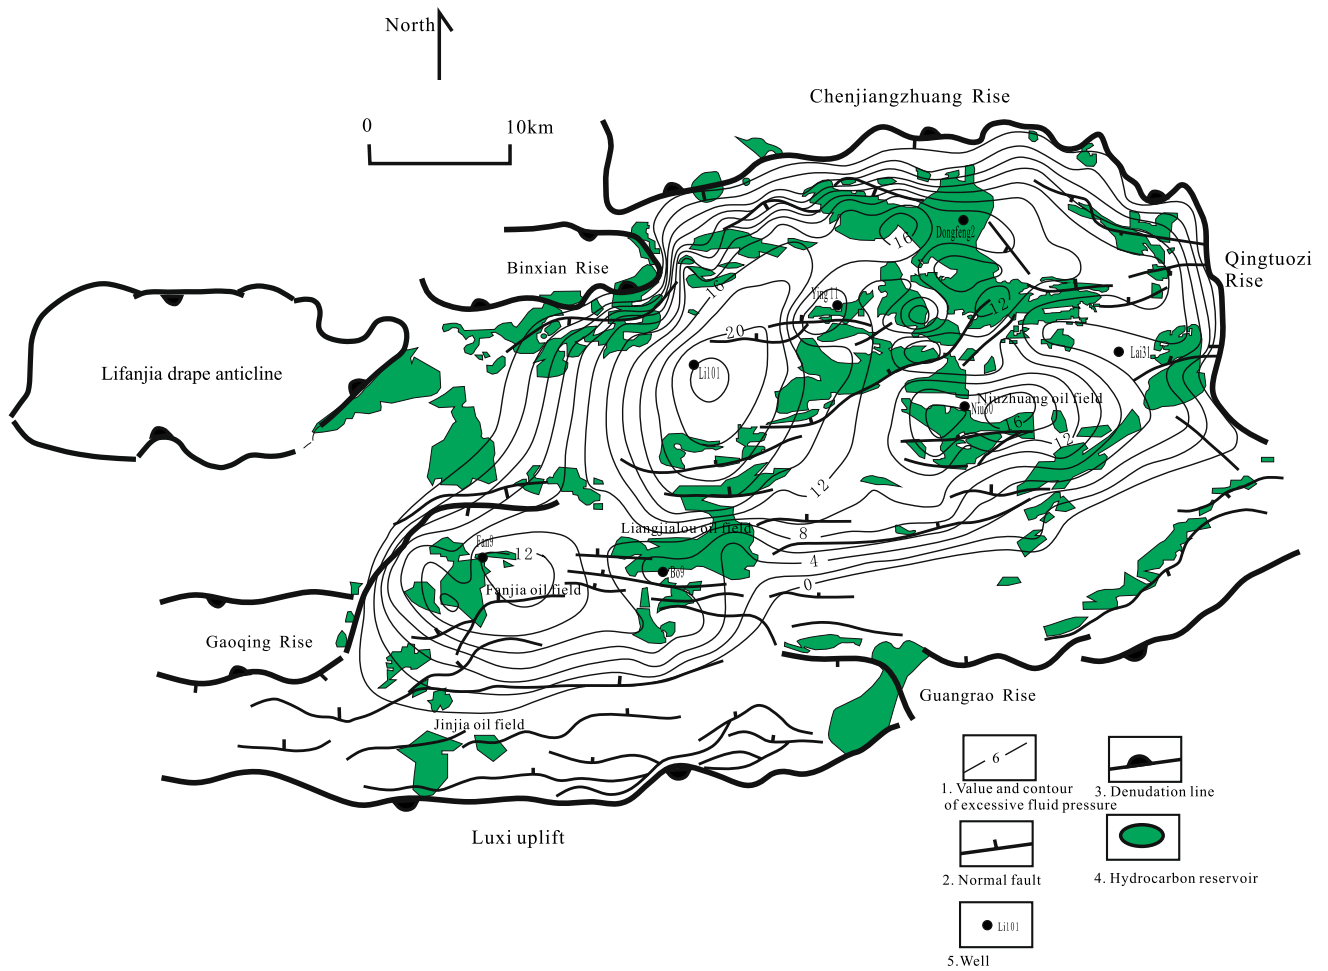 North
0
10km
Chenjiangzhuang Rise
Qingtuozi
Rise
Binxian Rise
Dongfeng2
16
16
Ying11
12
20
Lifanjia drape anticline
Li101
Lai31
Niuzhuang oil field
Niu30
16
12
12
Liangjialou oil field
8
Fan9
12
4
Bo9
0
Fanjia oil field
Gaoqing Rise
Guangrao Rise
Jinjia oil field
Luxi uplift
6
1. Value and contour
of excessive fluid pressure
3. Denudation line
2. Normal fault
4. Hydrocarbon reservoir
Li101
5.Well